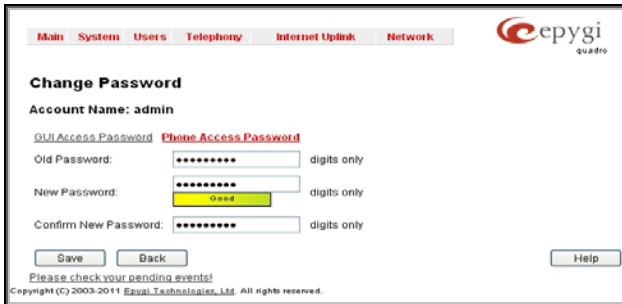 Main System Users Telephony Internet Uplink Network
epygi
quadro
Change Password
Account Name: admin
GUI Access Password Phone Access Password
Old Password: ●●●●●●●●● digits only
New Password: ●●●●●●●●● digits only
Good
Confirm New Password: ●●●●●●●●● digits only
Save Back Help
Please check your pending events!
Copyright (C) 2003-2011 Epygi Technologies, Ltd. All rights reserved.